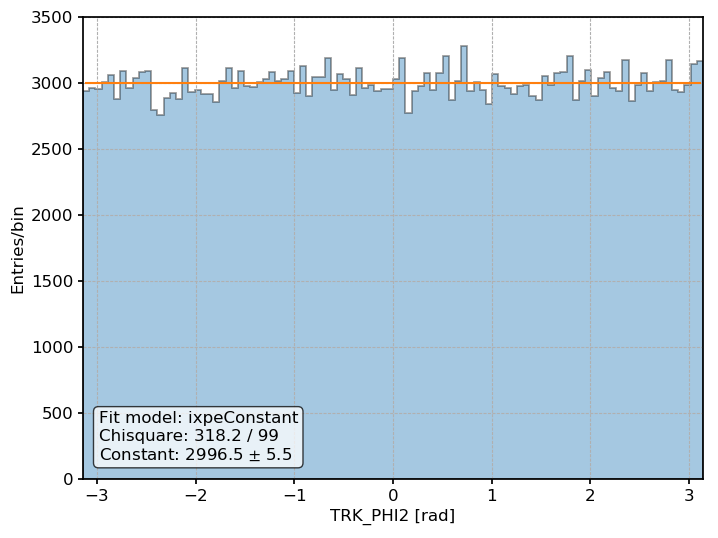 3500
3000
2500
2000
1500
1000
500
0
Entries/bin
Fit model: ixpeConstant
Chisquare: 318.2 / 99
Constant: 2996.5 ± 5.5
−3 −2 −1 0 1 2 3
TRK_PHI2 [rad]